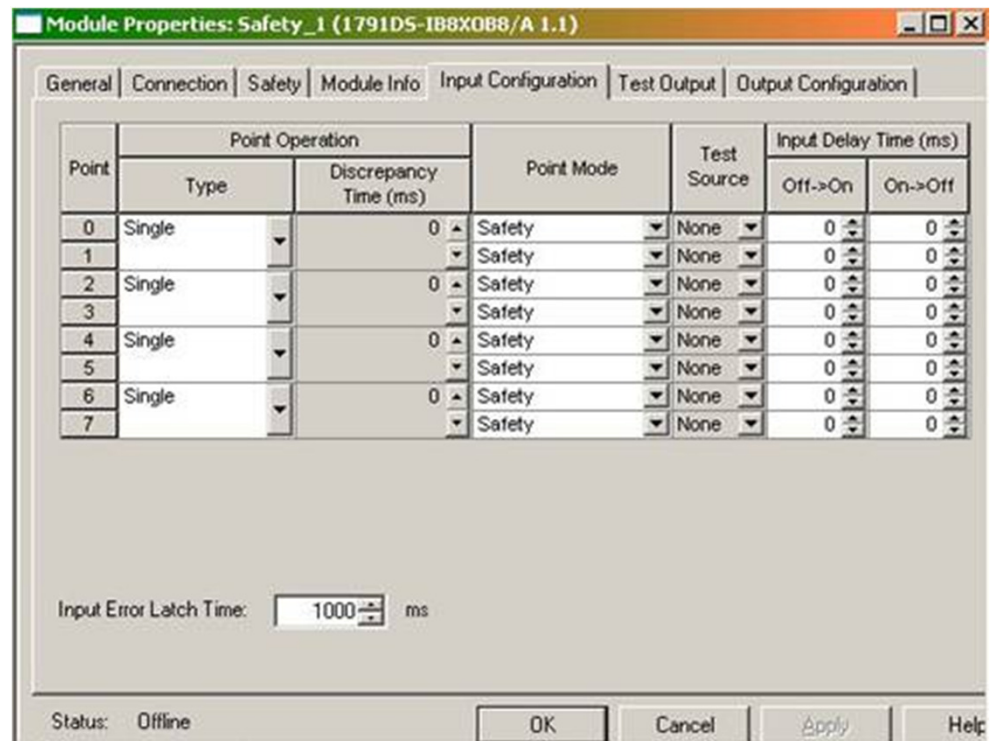 Module Properties: Safety_1 (1791DS-IB8XOB8/A 1.1)
General Connection Safety Module Info Input Configuration Test Output Output Configuration
Point Point Operation Point Mode Test Source Input Delay Time (ms)
Type Discrepancy Time (ms) Off->On On->Off
0 Single 0 Safety None 0 0
1 Safety None 0 0
2 Single 0 Safety None 0 0
3 Safety None 0 0
4 Single 0 Safety None 0 0
5 Safety None 0 0
6 Single 0 Safety None 0 0
7 Safety None 0 0
Input Error Latch Time: 1000 ms
Status: Offline OK Cancel Apply Help